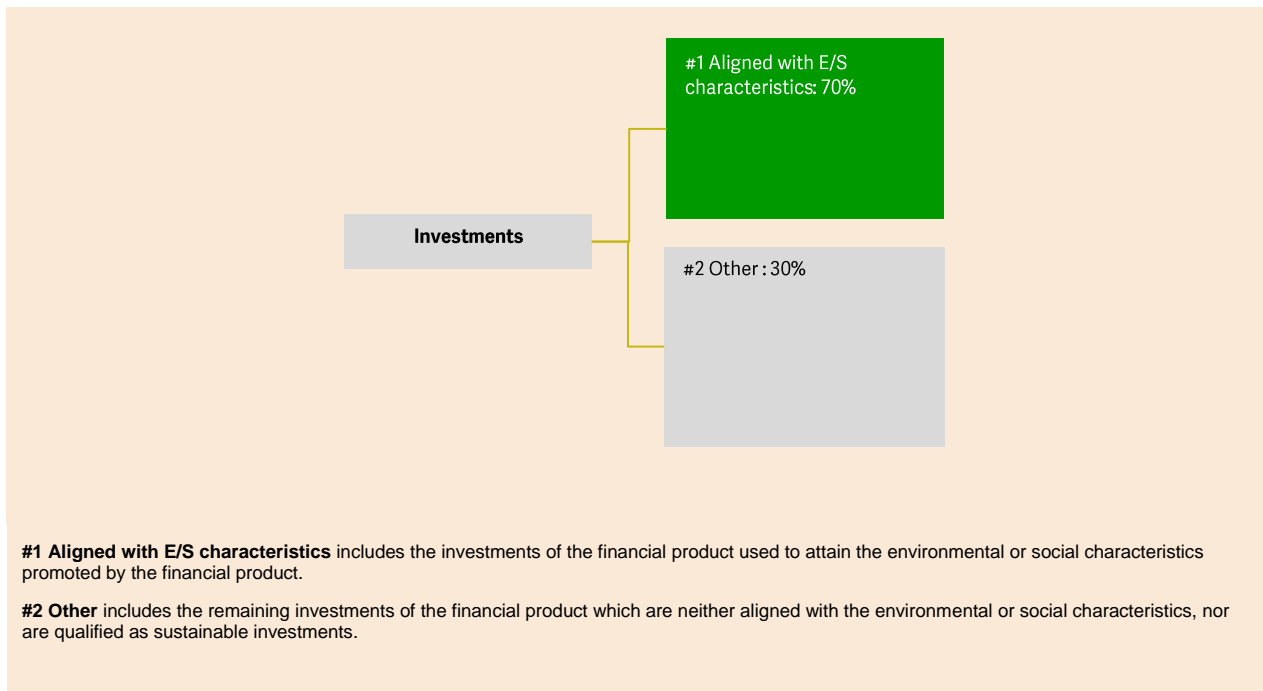 #1 Aligned with E/S
characteristics: 70%
Investments
#2 Other : 30%
#1 Aligned with E/S characteristics includes the investments of the financial product used to attain the environmental or social characteristics
promoted by the financial product.
#2 Other includes the remaining investments of the financial product which are neither aligned with the environmental or social characteristics, nor
are qualified as sustainable investments.